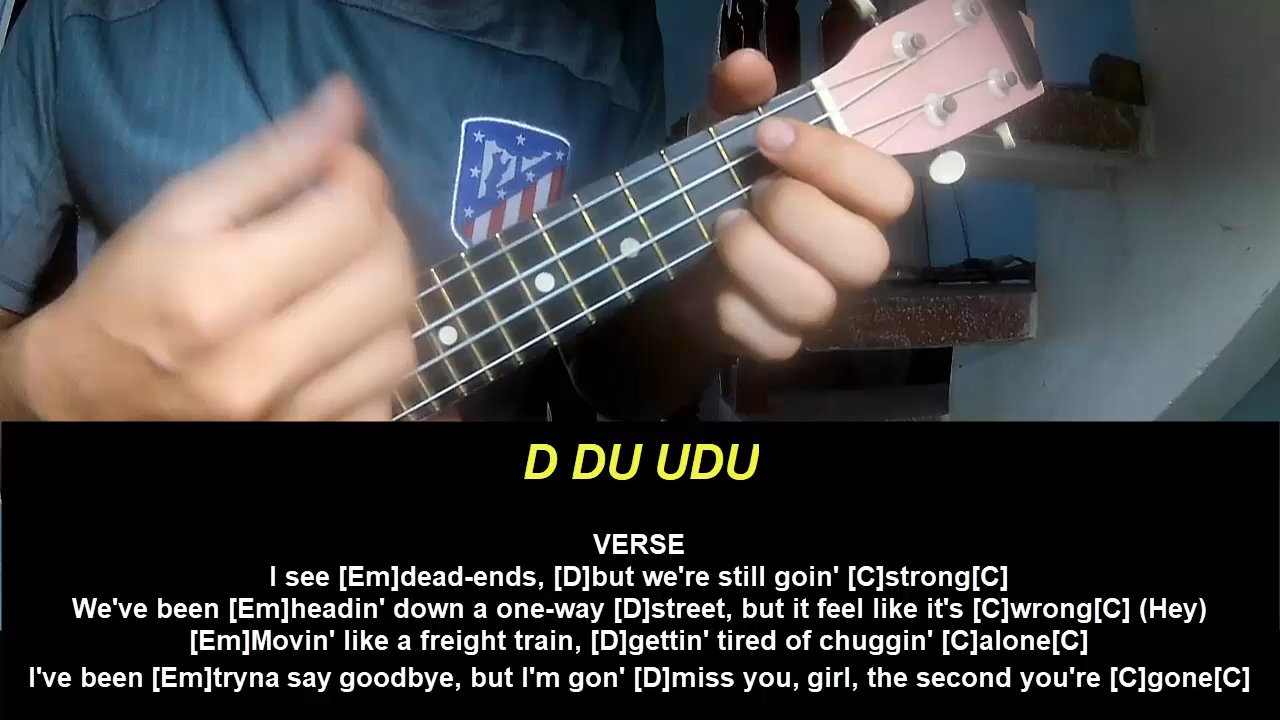 D DU UDU
VERSE
I see [Em]dead-ends, [D]but we're still goin' [C]strong[C]
We've been [Em]headin' down a one-way [D]street, but it feel like it's [C]wrong[C] (Hey)
[Em]Movin' like a freight train, [D]gettin' tired of chuggin' [C]alone[C]
I've been [Em]tryna say goodbye, but I'm gon' [D]miss you, girl, the second you're [C]gone[C]